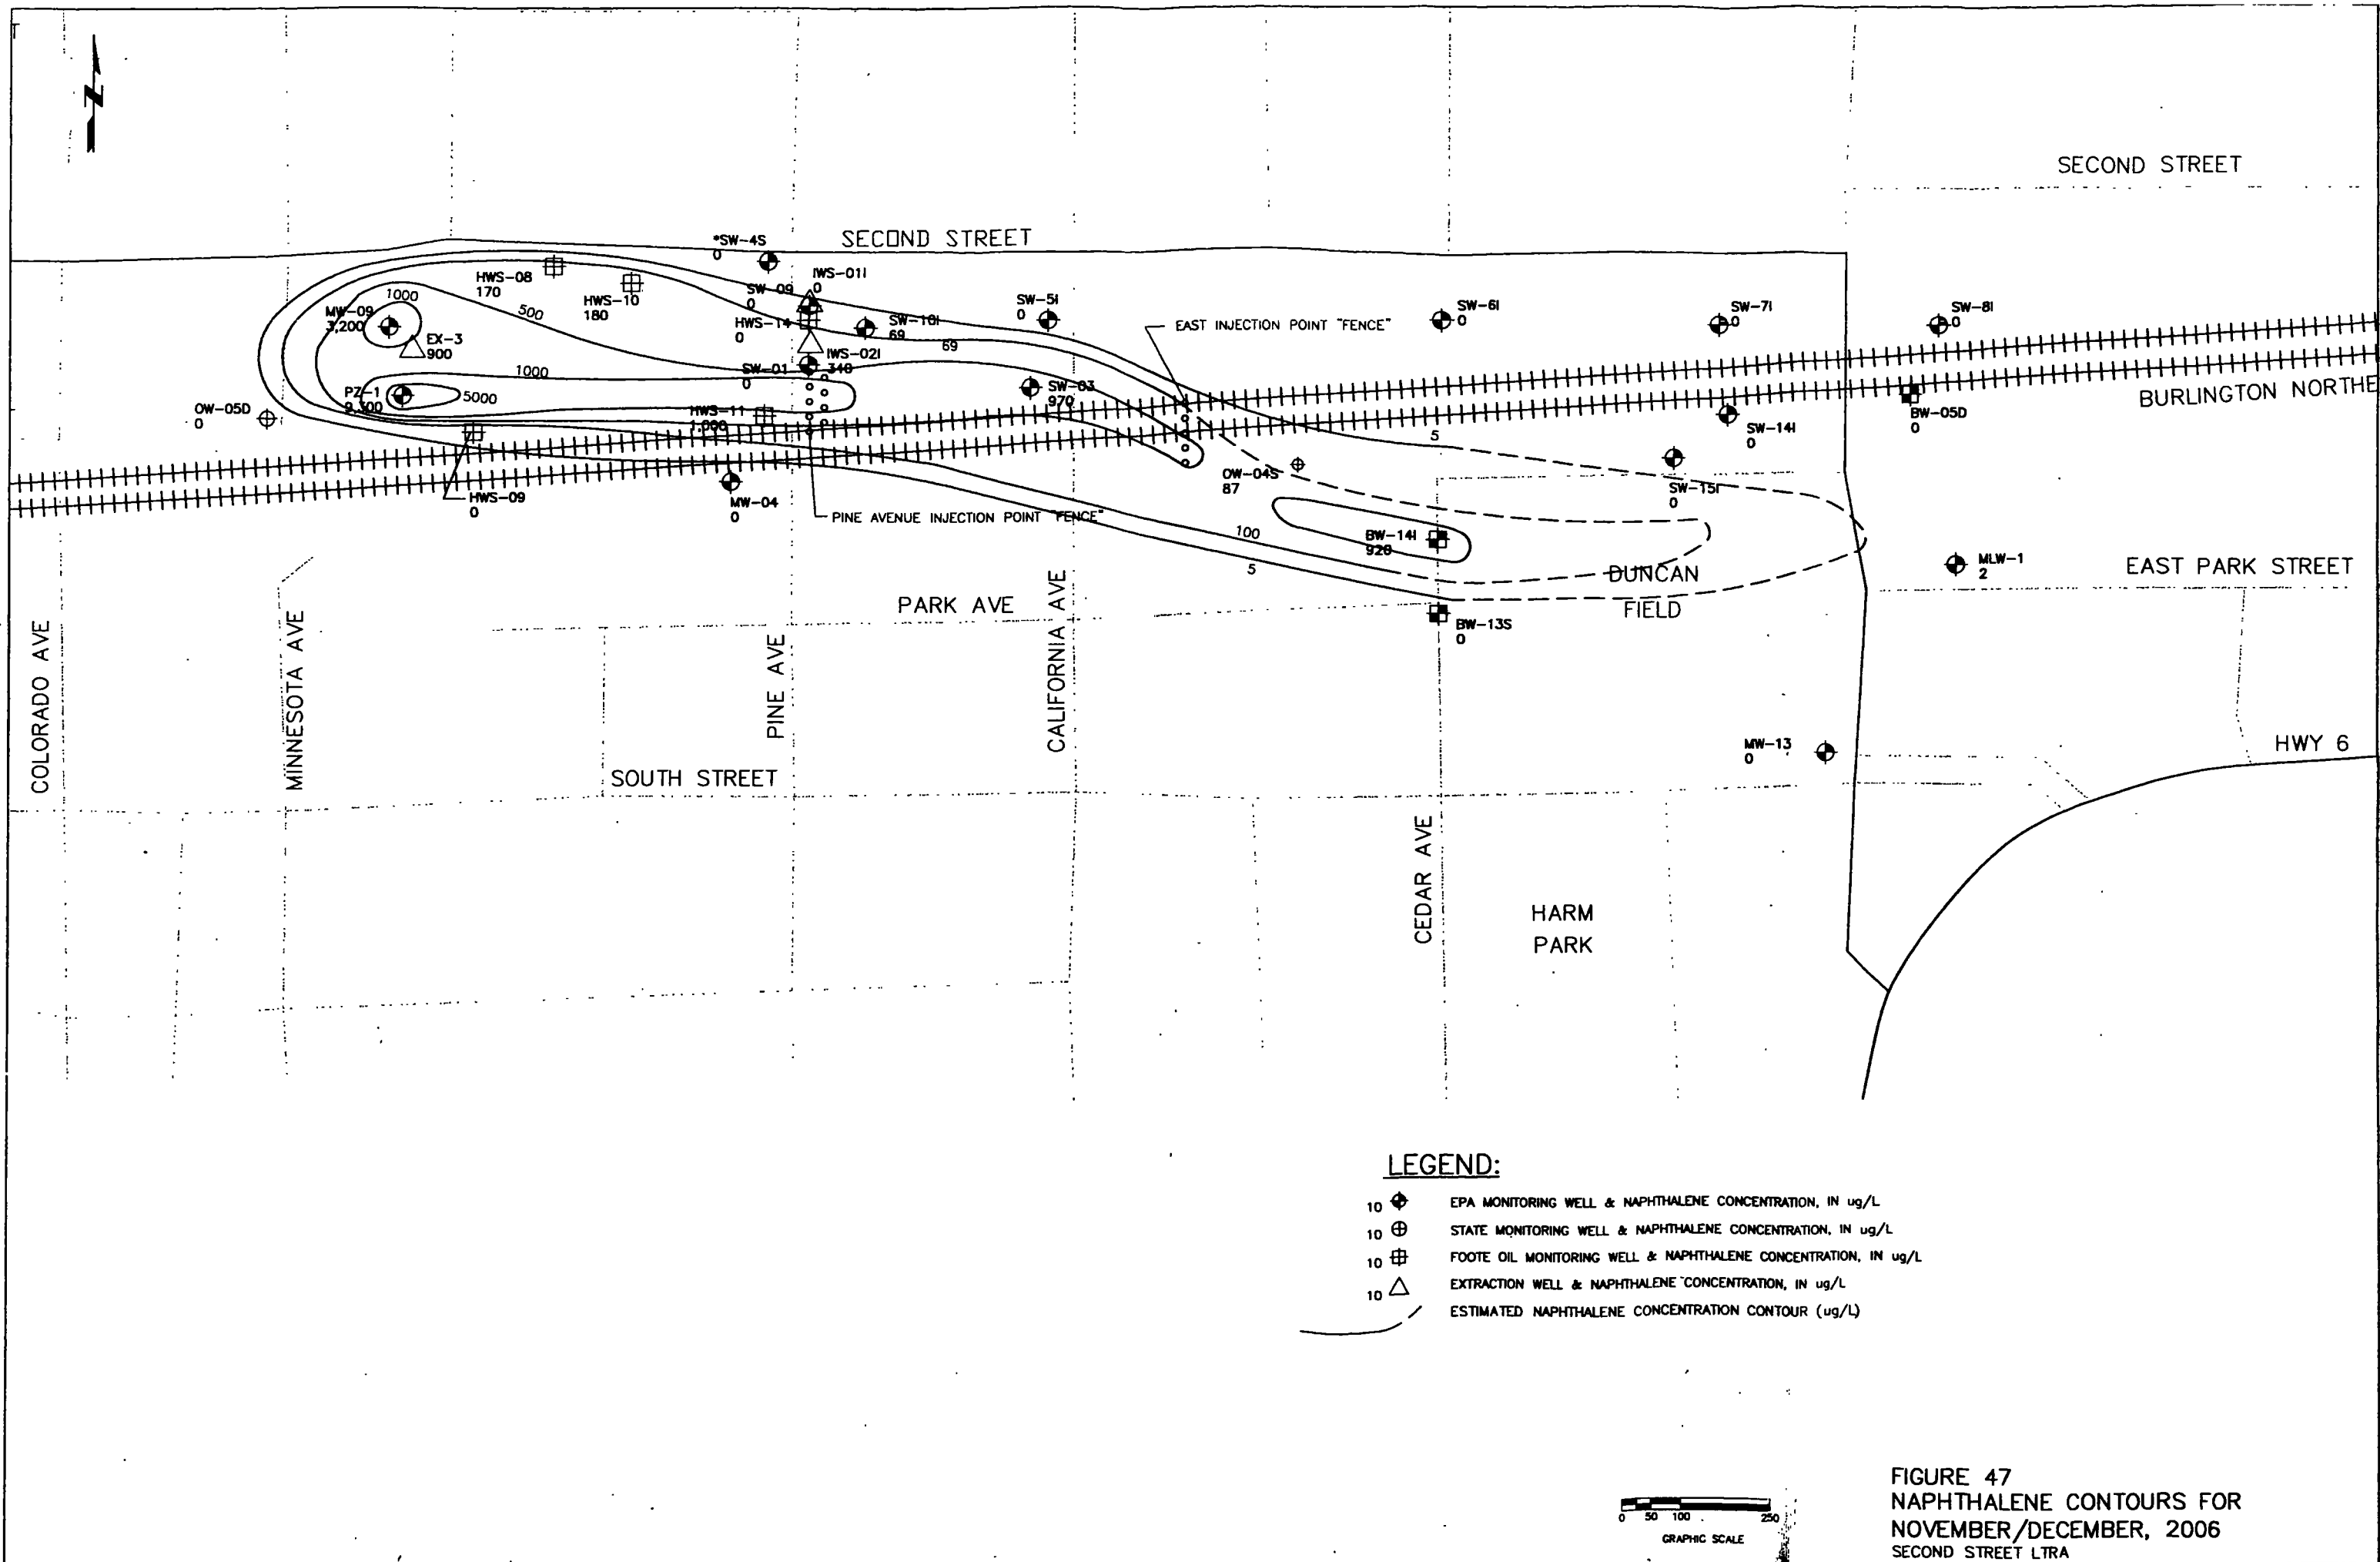 N
SECOND STREET
SECOND STREET
*SW-4S
0
IWS-01I
0
SW-09
0
HWS-08
170
HWS-10
180
HWS-14
0
SW-10I
69
69
SW-5I
0
EAST INJECTION POINT "FENCE"
SW-6I
0
SW-7I
0
SW-8I
0
1000
500
MW-09
3,200
EX-3
900
IWS-02I
340
SW-01
0
1000
PZ-1
9,300
5000
SW-03
970
BURLINGTON NORTHE
BW-05D
0
OW-05D
0
HWS-11
1,000
SW-14I
0
5
OW-04S
87
SW-15I
0
HWS-09
0
MW-04
0
PINE AVENUE INJECTION POINT "FENCE"
100
BW-14I
920
5
DUNCAN
FIELD
MLW-1
2
EAST PARK STREET
PARK AVE
BW-13S
0
COLORADO AVE
MINNESOTA AVE
PINE AVE
CALIFORNIA AVE
MW-13
0
HWY 6
SOUTH STREET
CEDAR AVE
HARM
PARK
LEGEND:
10 EPA MONITORING WELL & NAPHTHALENE CONCENTRATION, IN ug/L
10 STATE MONITORING WELL & NAPHTHALENE CONCENTRATION, IN ug/L
10 FOOTE OIL MONITORING WELL & NAPHTHALENE CONCENTRATION, IN ug/L
10 EXTRACTION WELL & NAPHTHALENE CONCENTRATION, IN ug/L
ESTIMATED NAPHTHALENE CONCENTRATION CONTOUR (ug/L)
0 50 100 250
GRAPHIC SCALE
FIGURE 47
NAPHTHALENE CONTOURS FOR
NOVEMBER/DECEMBER, 2006
SECOND STREET LTRA